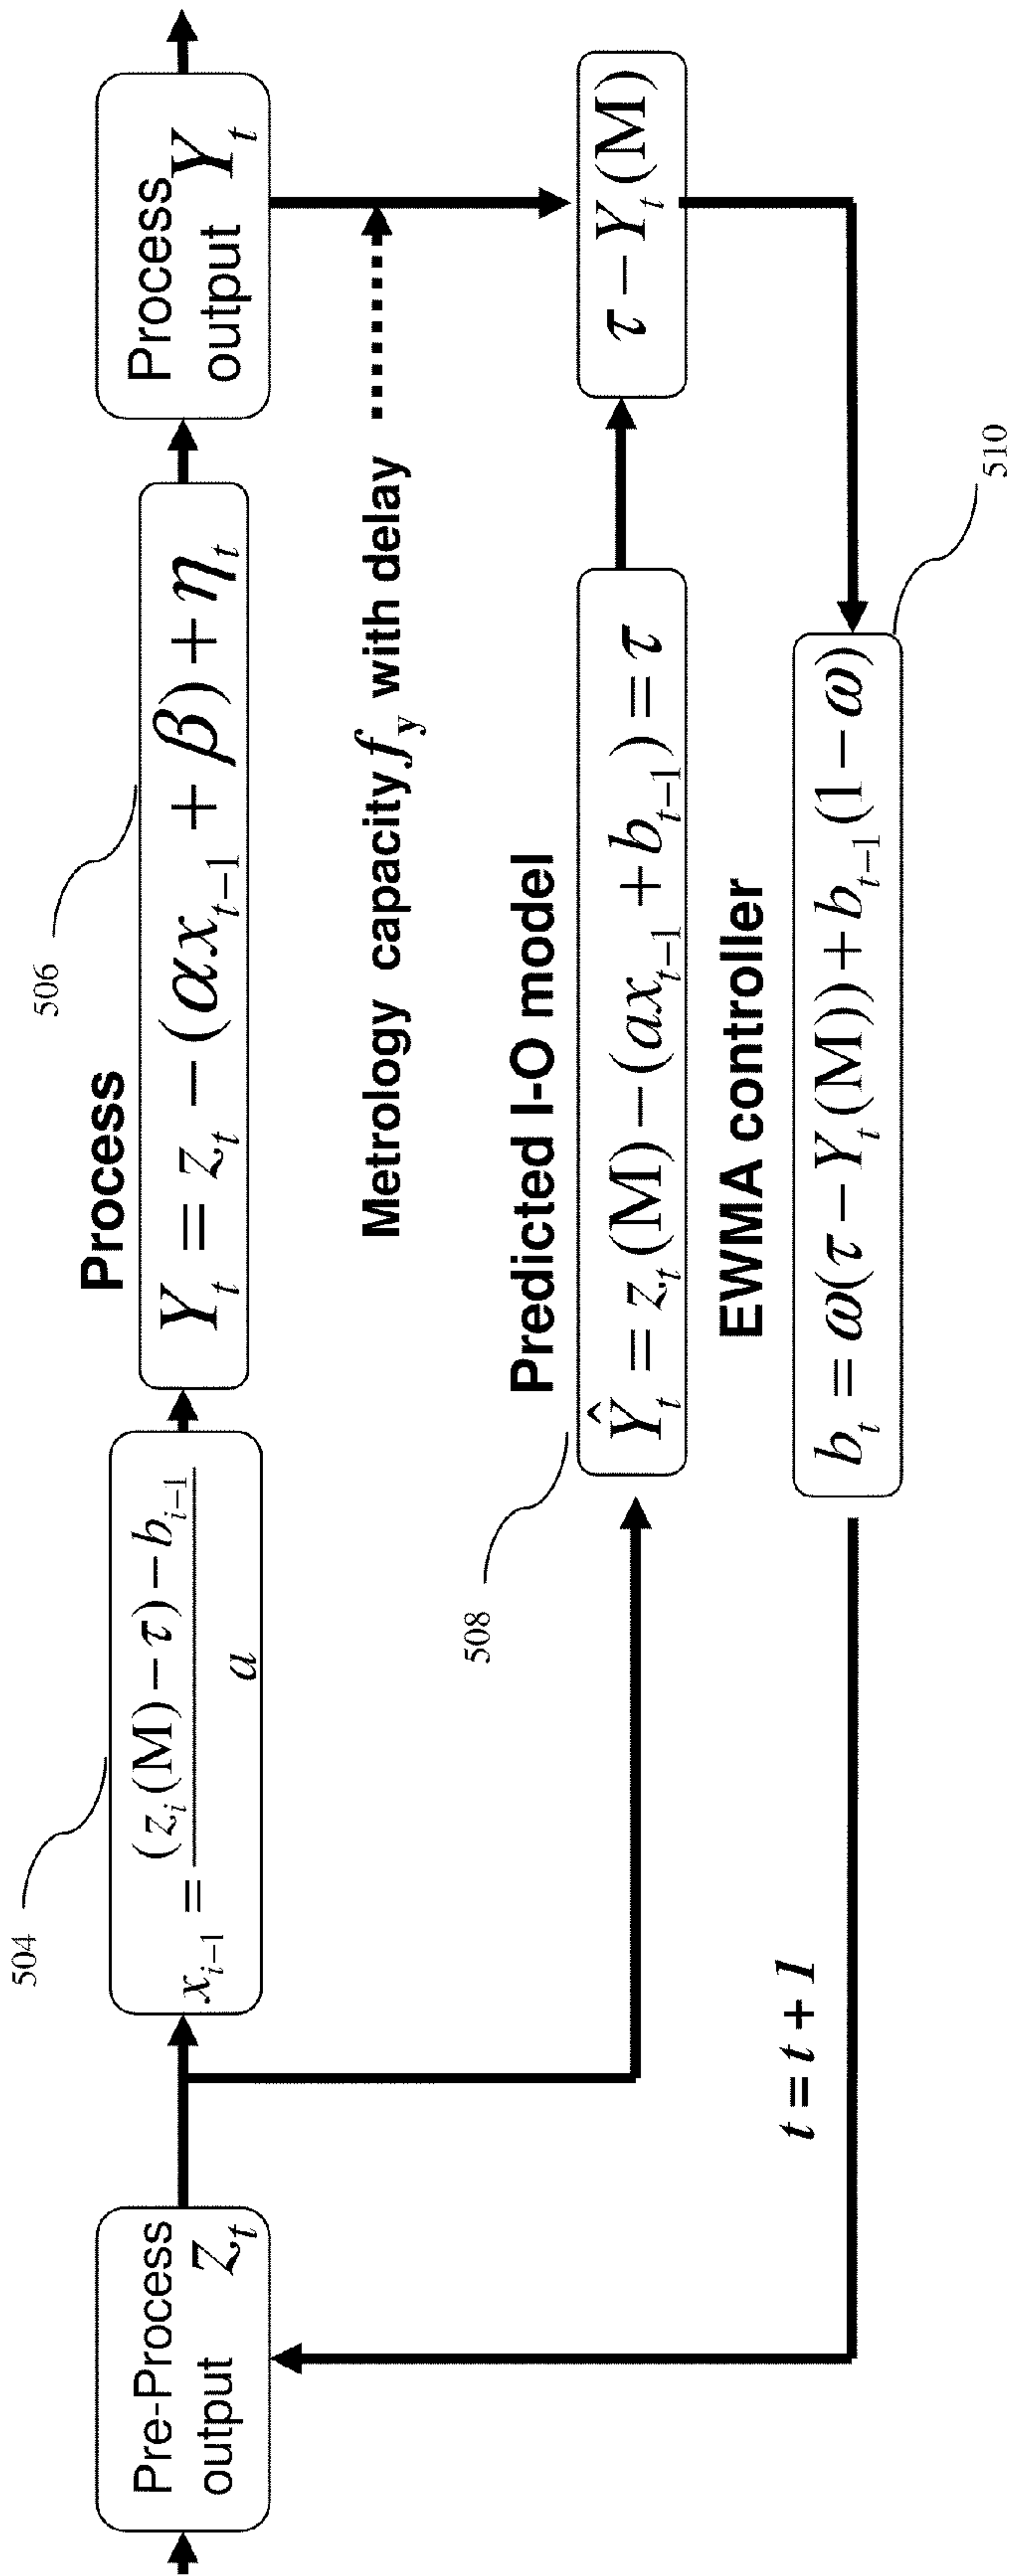 Pre-Process
output Z_t
504
x_{i−1} = \frac{(z_i(M) − τ) − b_{i−1}}{a}
506
Process
Y_t = z_t − (αx_{t−1} + β) + η_t
Process
output Y_t
Metrology capacity f_y with delay
508
Predicted I-O model
Ŷ_t = z_t(M) − (ax_{t−1} + b_{t−1}) = τ
τ − Y_t(M)
EWMA controller
b_t = ω(τ − Y_t(M)) + b_{t−1}(1 − ω)
510
t = t + 1